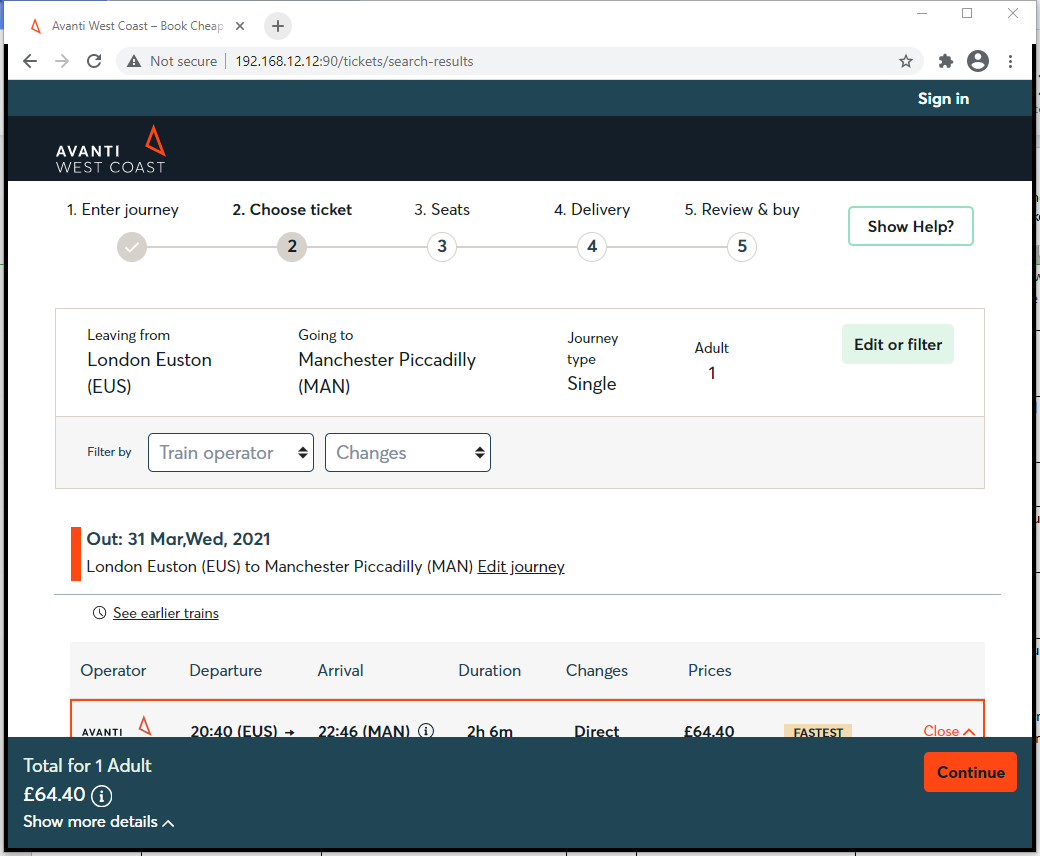 Avanti West Coast – Book Cheap
Not secure
192.168.12.12:90/tickets/search-results
Sign in
AVANTI
WEST COAST
1. Enter journey
2. Choose ticket
3. Seats
4. Delivery
5. Review & buy
2
3
4
5
Show Help?
Leaving from
London Euston
(EUS)
Going to
Manchester Piccadilly
(MAN)
Journey
type
Single
Adult
1
Edit or filter
Filter by
Train operator
Changes
Out: 31 Mar,Wed, 2021
London Euston (EUS) to Manchester Piccadilly (MAN) Edit journey
See earlier trains
Operator Departure Arrival Duration Changes Prices
AVANTI 20:40 (EUS) → 22:46 (MAN) 2h 6m Direct £64.40 FASTEST Close
Total for 1 Adult
£64.40
Show more details
Continue